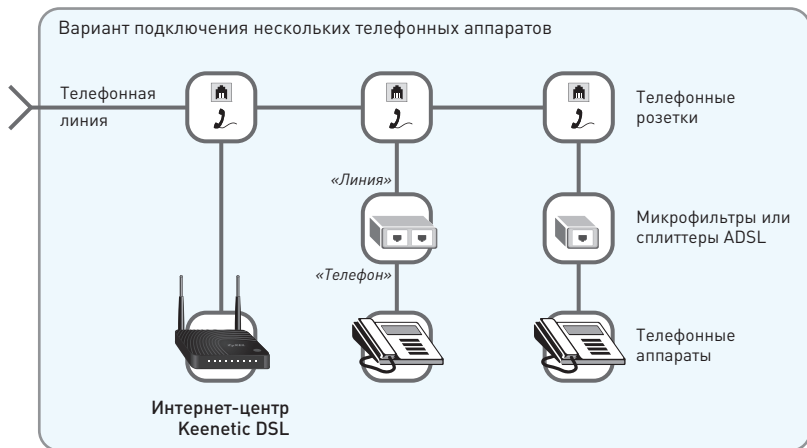 Вариант подключения нескольких телефонных аппаратов
Телефонная
линия
Телефонные
розетки
«Линия»
Микрофильтры или
сплиттеры ADSL
«Телефон»
Телефонные
аппараты
Интернет-центр
Keenetic DSL